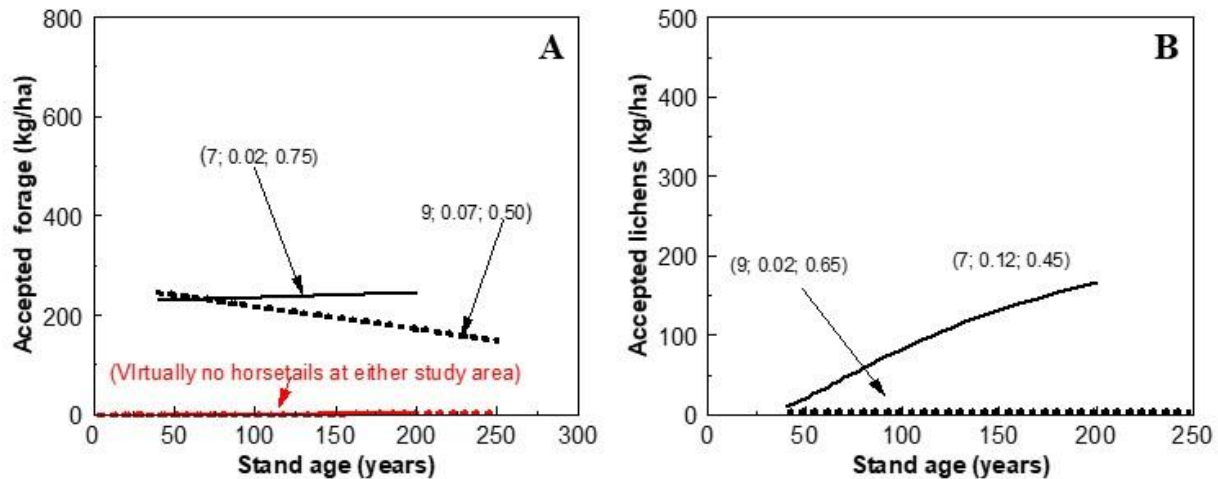 A
Accepted forage (kg/ha)
800
600
400
200
0
(7; 0.02; 0.75)
9; 0.07; 0.50)
(VIrtually no horsetails at either study area)
0 50 100 150 200 250 300
Stand age (years)
B
Accepted lichens (kg/ha)
500
400
300
200
100
0
(9; 0.02; 0.65)
(7; 0.12; 0.45)
0 50 100 150 200 250
Stand age (years)